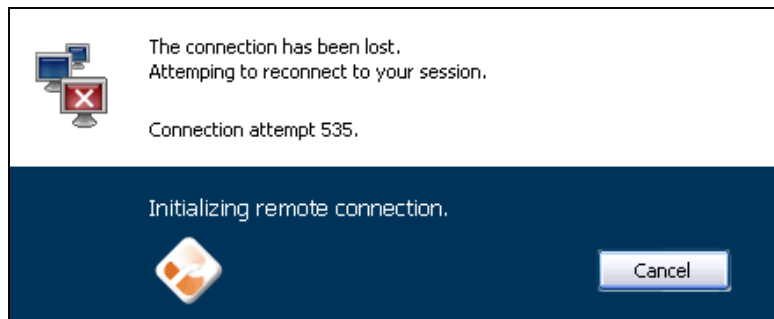 The connection has been lost.
Attemping to reconnect to your session.
Connection attempt 535.
Initializing remote connection.
Cancel